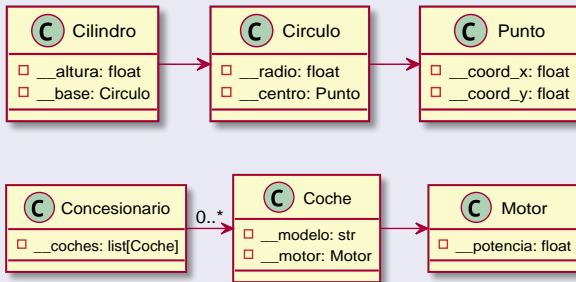 C Cilindro
__altura: float
__base: Circulo
C Circulo
__radio: float
__centro: Punto
C Punto
__coord_x: float
__coord_y: float
C Concesionario
__coches: list[Coche]
0..*
C Coche
__modelo: str
__motor: Motor
C Motor
__potencia: float